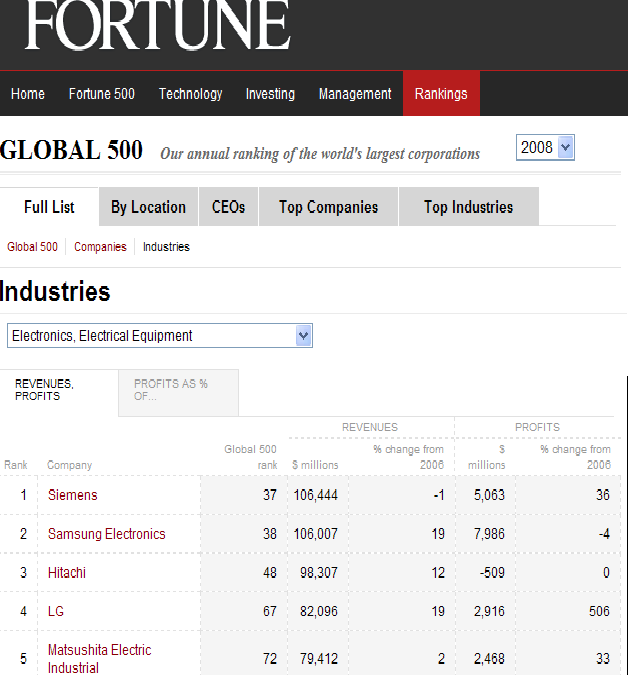 FORTUNE
Home Fortune 500 Technology Investing Management Rankings
GLOBAL 500 Our annual ranking of the world's largest corporations 2008
Full List By Location CEOs Top Companies Top Industries
Global 500 Companies Industries
Industries
Electronics, Electrical Equipment
REVENUES, PROFITS AS %
PROFITS OF...
REVENUES PROFITS
Global 500 % change from $ % change from
Rank Company rank $ millions 2006 millions 2006
1 Siemens 37 106,444 -1 5,063 36
2 Samsung Electronics 38 106,007 19 7,986 -4
3 Hitachi 48 98,307 12 -509 0
4 LG 67 82,096 19 2,916 506
Matsushita Electric
5 Industrial 72 79,412 2 2,468 33